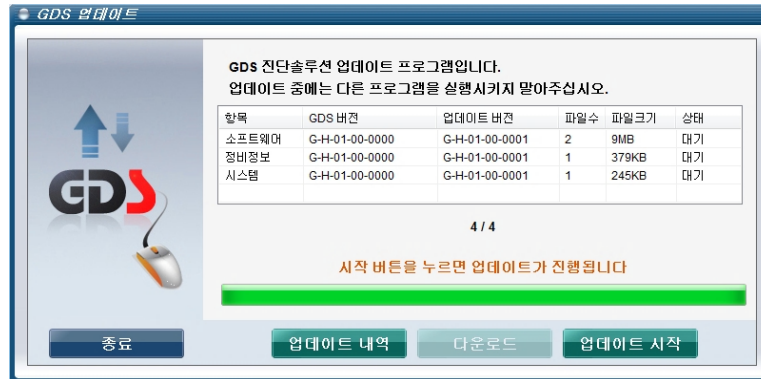 GDS 업데이트
GDS 진단솔루션 업데이트 프로그램입니다.
업데이트 중에는 다른 프로그램을 실행시키지 말아주십시오.
항목 GDS 버전 업데이트 버전 파일수 파일크기 상태
소프트웨어 G-H-01-00-0000 G-H-01-00-0001 2 9MB 대기
정비정보 G-H-01-00-0000 G-H-01-00-0001 1 379KB 대기
시스템 G-H-01-00-0000 G-H-01-00-0001 1 245KB 대기
GDS
4 / 4
시작 버튼을 누르면 업데이트가 진행됩니다
종료 업데이트 내역 다운로드 업데이트 시작